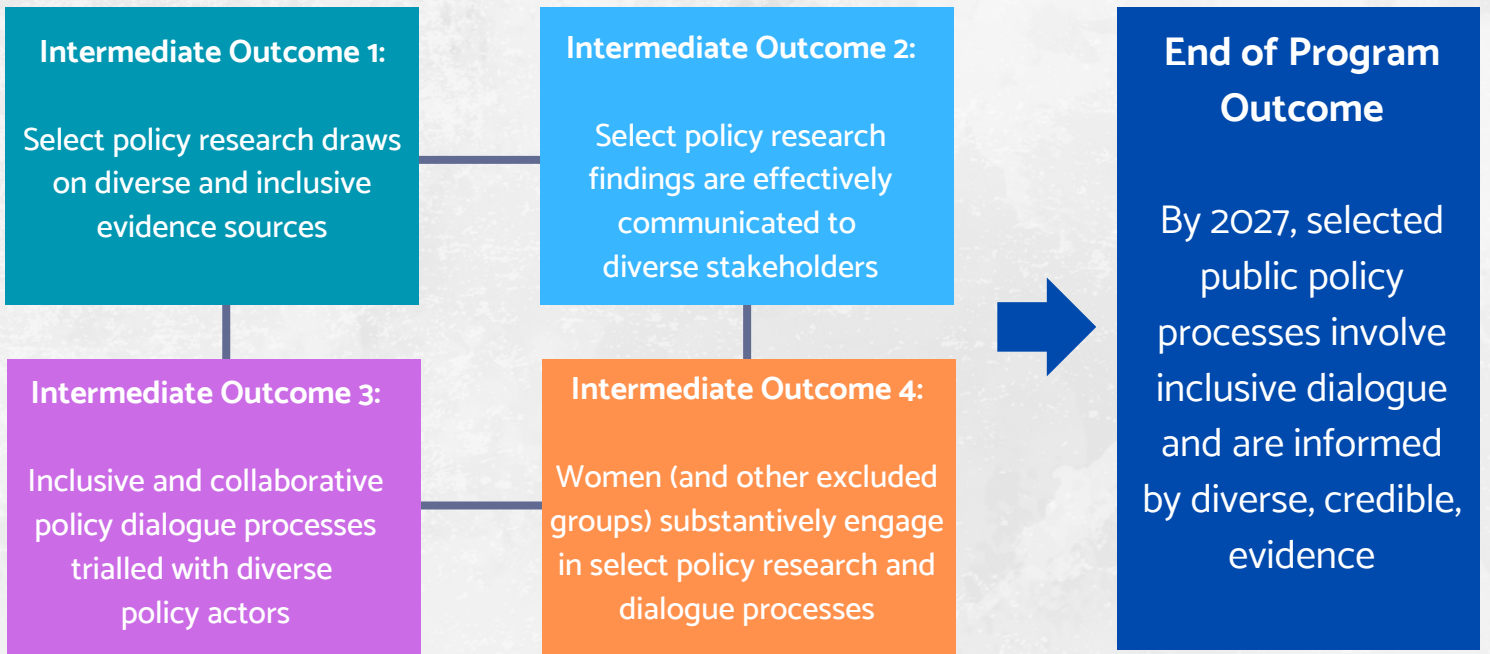 Intermediate Outcome 1:
Select policy research draws
on diverse and inclusive
evidence sources
Intermediate Outcome 2:
Select policy research
findings are effectively
communicated to
diverse stakeholders
Intermediate Outcome 3:
Inclusive and collaborative
policy dialogue processes
trialled with diverse
policy actors
Intermediate Outcome 4:
Women (and other excluded
groups) substantively engage
in select policy research and
dialogue processes
End of Program
Outcome
By 2027, selected
public policy
processes involve
inclusive dialogue
and are informed
by diverse, credible,
evidence